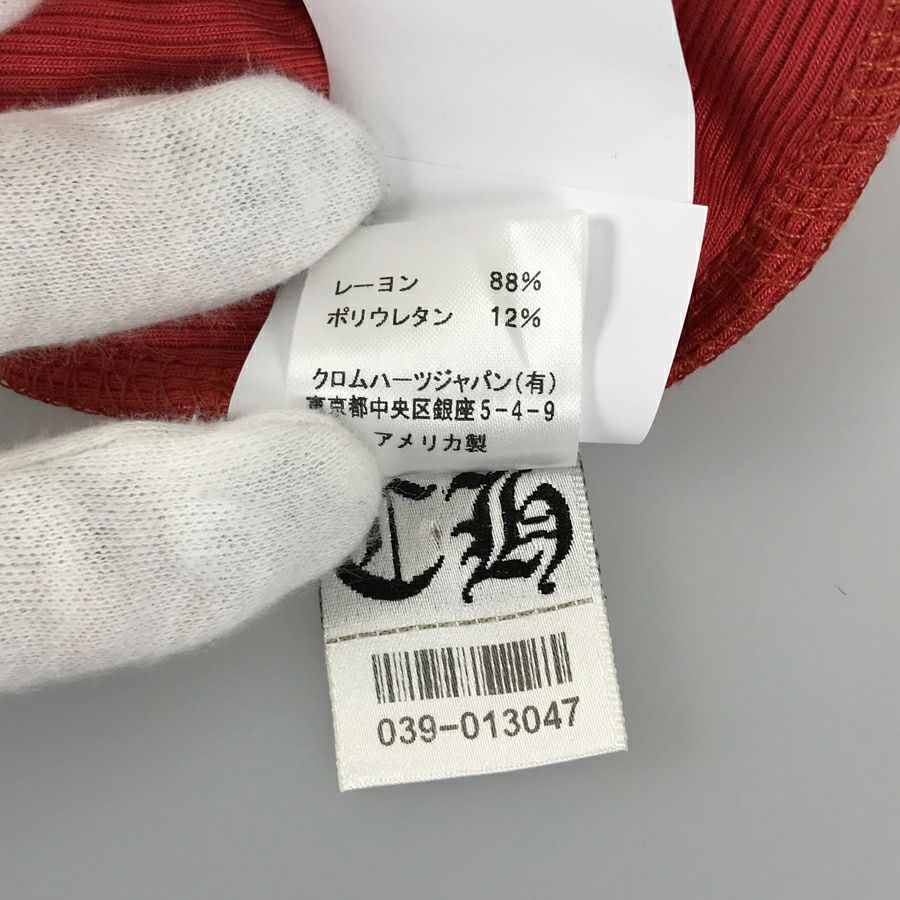 レーヨン 88%
ポリウレタン 12%
クロムハーツジャパン(有)
東京都中央区銀座5-4-9
アメリカ製
CH
039-013047